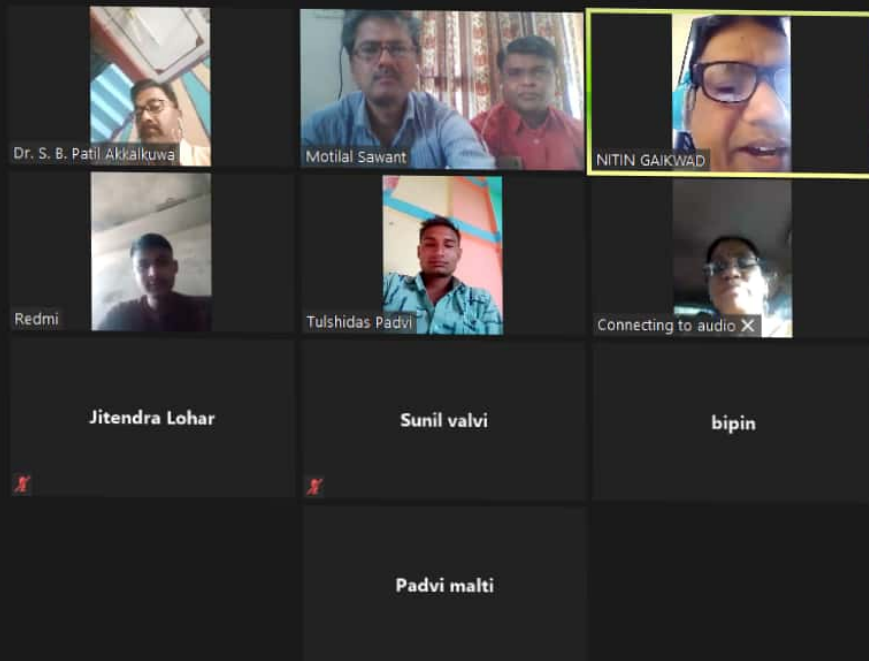 Dr. S. B. Patil Akkalkuwa
Motilal Sawant
NITIN GAIKWAD
Redmi
Tulshidas Padvi
Connecting to audio
Jitendra Lohar
Sunil valvi
bipin
Padvi malti